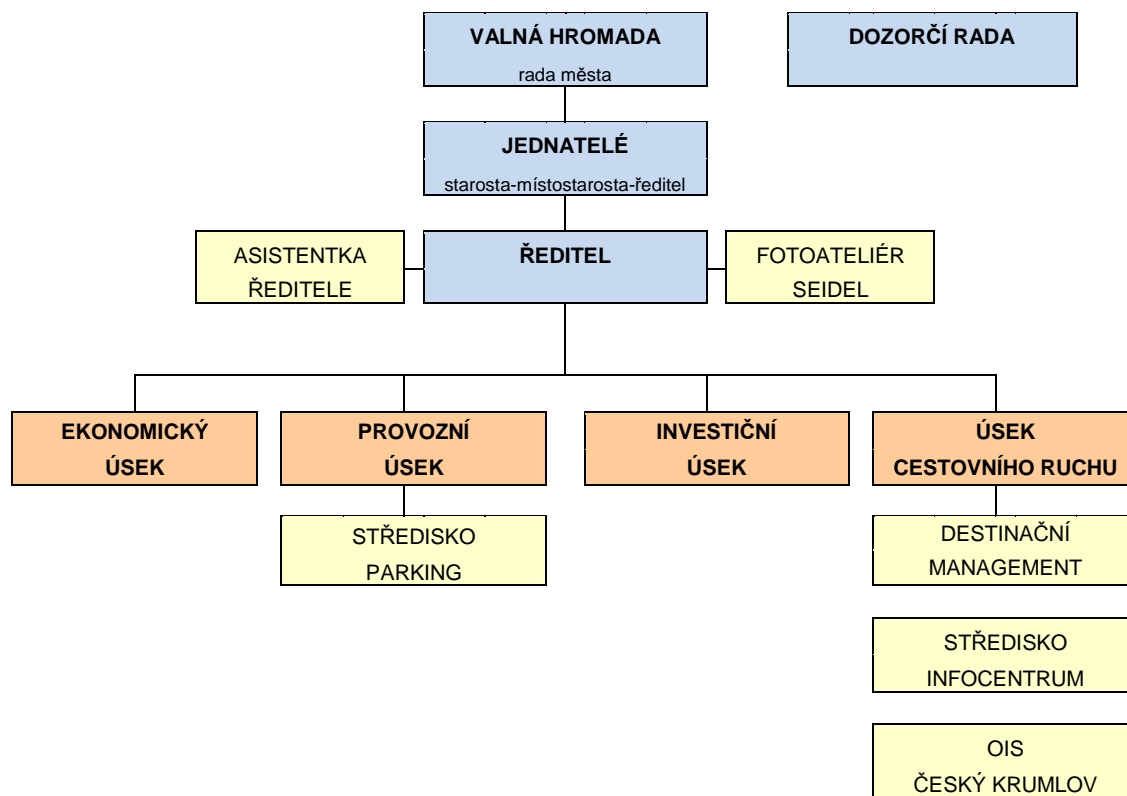 VALNÁ HROMADA
rada města
DOZORČÍ RADA
JEDNATELÉ
starosta-místostarosta-ředitel
ASISTENTKA
ŘEDITELE
ŘEDITEL
FOTOATELIÉR
SEIDEL
EKONOMICKÝ
ÚSEK
PROVOZNÍ
ÚSEK
INVESTIČNÍ
ÚSEK
ÚSEK
CESTOVNÍHO RUCHU
STŘEDISKO
PARKING
DESTINAČNÍ
MANAGEMENT
STŘEDISKO
INFOCENTRUM
OIS
ČESKÝ KRUMLOV